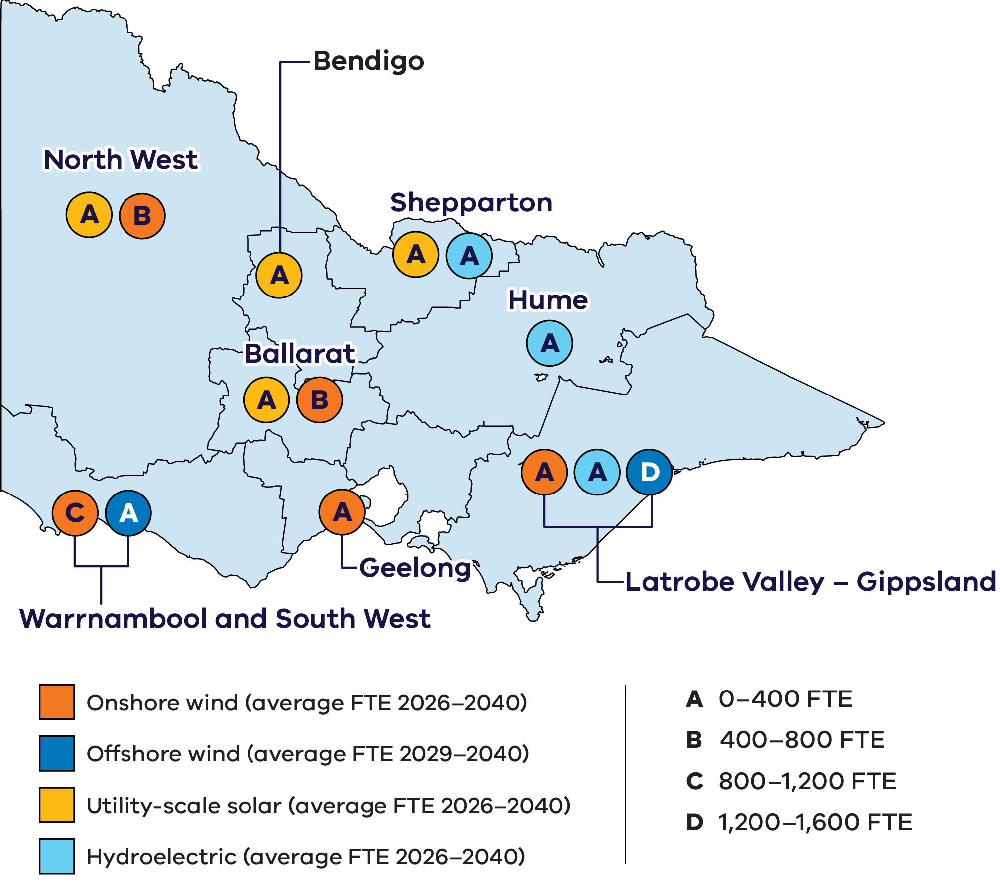 Bendigo
North West
A B
Shepparton
A A
A
Hume
A
Ballarat
A B
A A D
C A
A
Geelong
Latrobe Valley – Gippsland
Warrnambool and South West
Onshore wind (average FTE 2026–2040)
Offshore wind (average FTE 2029–2040)
Utility-scale solar (average FTE 2026–2040)
Hydroelectric (average FTE 2026–2040)
A 0–400 FTE
B 400–800 FTE
C 800–1,200 FTE
D 1,200–1,600 FTE